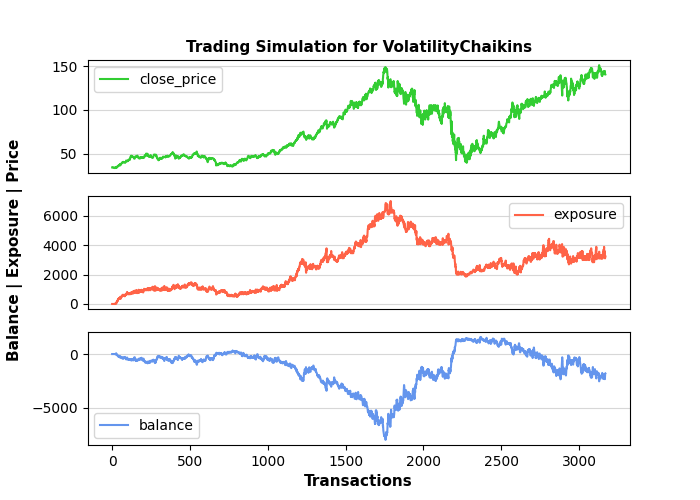 Trading Simulation for VolatilityChaikins
Balance | Exposure | Price
close_price
150
100
50
exposure
6000
4000
2000
0
balance
0
−5000
0 500 1000 1500 2000 2500 3000
Transactions